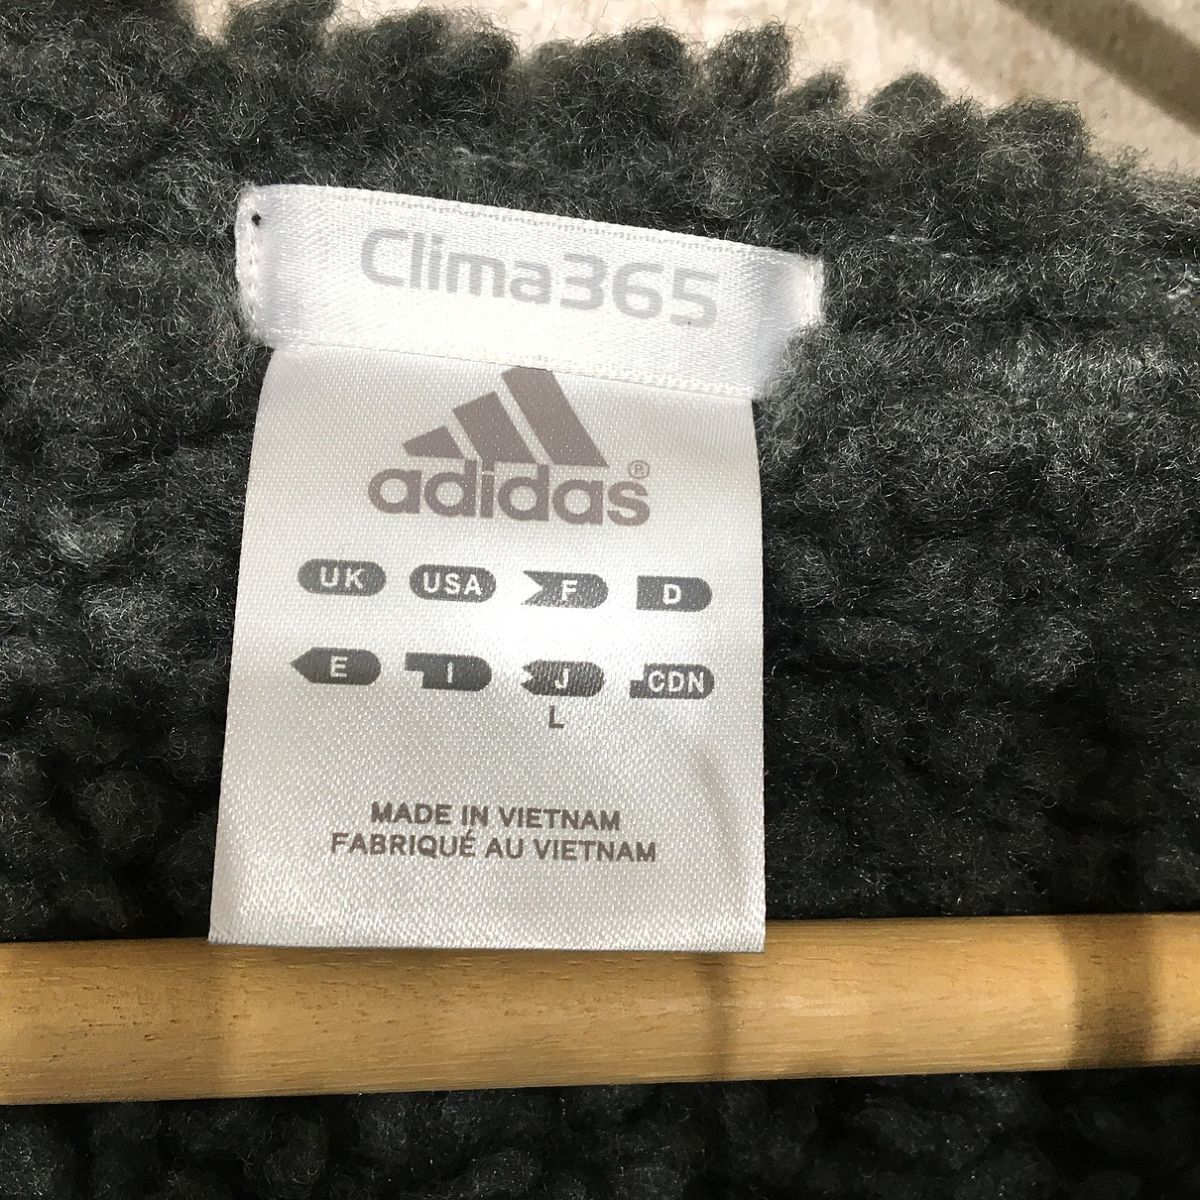 Clima365
adidas®
UK USA F D
E I J CDN
L
MADE IN VIETNAM
FABRIQUÉ AU VIETNAM